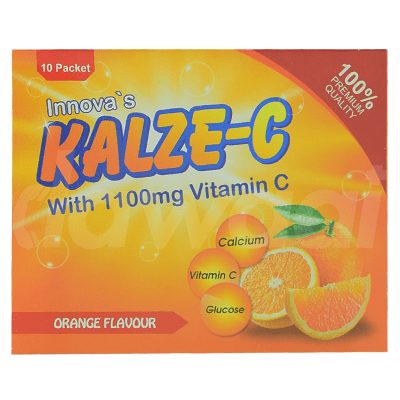 10 Packet
Innova`s
KALZE-C
With 1100mg Vitamin C
100%
PREMIUM
QUALITY
Calcium
Vitamin C
Glucose
ORANGE FLAVOUR